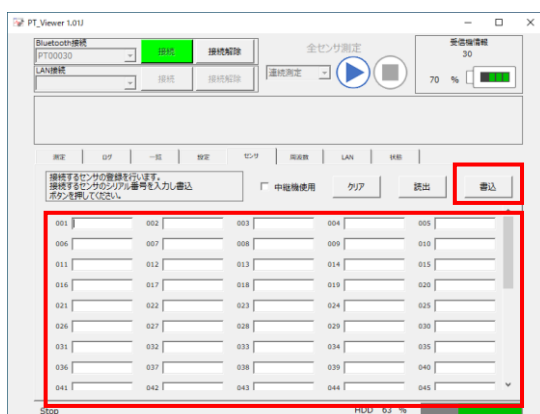 PT_Viewer 1.01J
Bluetooth接続
PT00030
接続
接続解除
LAN接続
接続
接続解除
全センサ測定
連続測定
受信機情報
30
70 %
測定 ログ 一覧 設定 センサ 周波数 LAN 状態
接続するセンサの登録を行います。
接続するセンサのシリアル番号を入力し書込
ボタンを押してください。
中継機使用
クリア
読出
書込
001 002 003 004 005
006 007 008 009 010
011 012 013 014 015
016 017 018 019 020
021 022 023 024 025
026 027 028 029 030
031 032 033 034 035
036 037 038 039 040
041 042 043 044 045
Stop
HDD 63 %